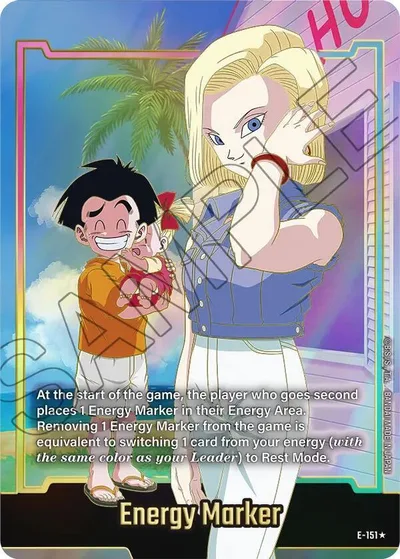 HO
SAMPLE
At the start of the game, the player who goes second
places 1 Energy Marker in their Energy Area.
Removing 1 Energy Marker from the game is
equivalent to switching 1 card from your energy (with
the same color as your Leader) to Rest Mode.
Energy Marker
E-151★